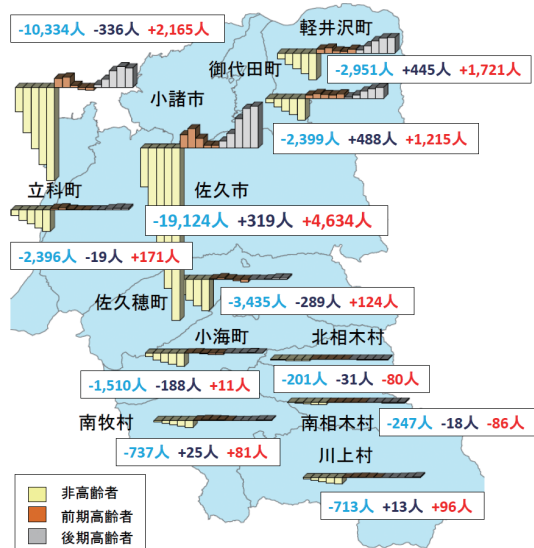 -10,334人 -336人 +2,165人
軽井沢町
御代田町
-2,951人 +445人 +1,721人
小諸市
-2,399人 +488人 +1,215人
立科町
佐久市
-19,124人 +319人 +4,634人
-2,396人 -19人 +171人
佐久穂町
-3,435人 -289人 +124人
小海町
北相木村
-1,510人 -188人 +11人
-201人 -31人 -80人
南牧村
南相木村
-247人 -18人 -86人
-737人 +25人 +81人
川上村
非高齢者
前期高齢者
後期高齢者
-713人 +13人 +96人